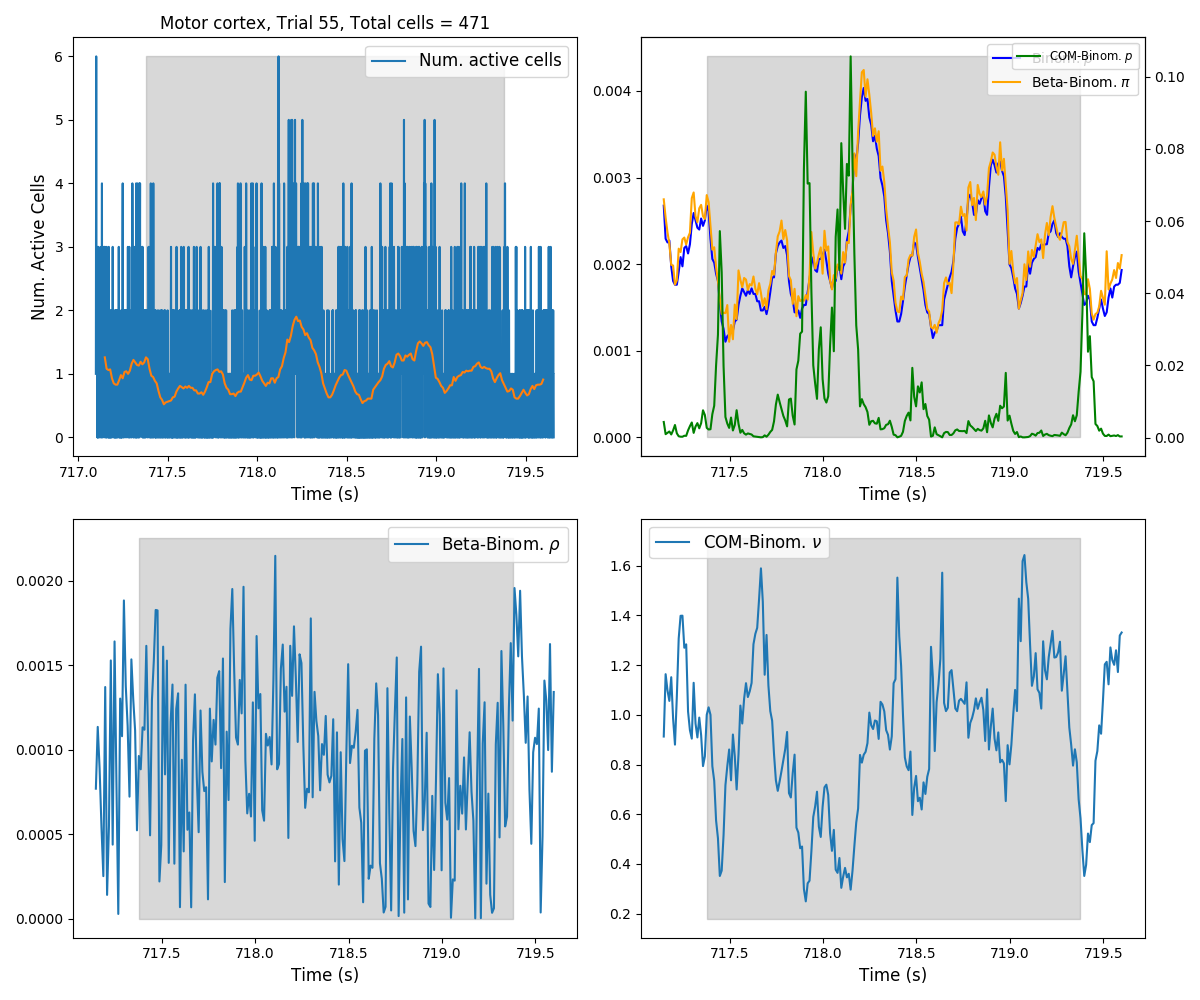 Motor cortex, Trial 55, Total cells = 471
Num. Active Cells
6
5
4
3
2
1
0
Num. active cells
717.0 717.5 718.0 718.5 719.0 719.5
Time (s)
0.004
0.003
0.002
0.001
0.000
COM-Binom. p
Beta-Binom. π
0.10
0.08
0.06
0.04
0.02
0.00
717.5 718.0 718.5 719.0 719.5
Time (s)
0.0020
0.0015
0.0010
0.0005
0.0000
Beta-Binom. ρ
717.5 718.0 718.5 719.0 719.5
Time (s)
1.6
1.4
1.2
1.0
0.8
0.6
0.4
0.2
COM-Binom. ν
717.5 718.0 718.5 719.0 719.5
Time (s)